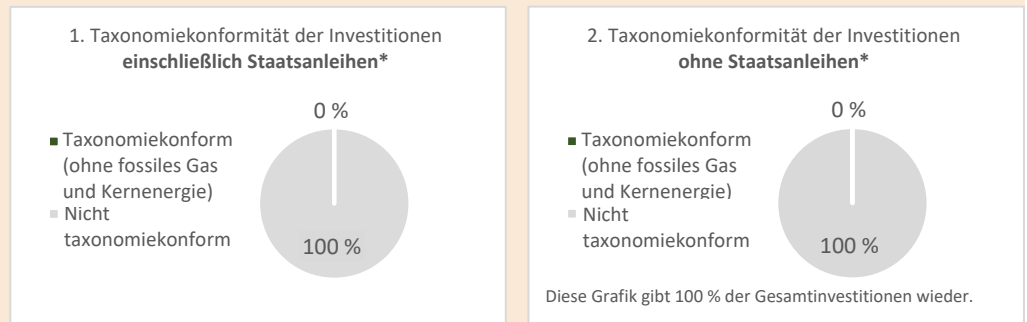 1. Taxonomiekonformität der Investitionen
einschließlich Staatsanleihen*
0 %
Taxonomiekonform
(ohne fossiles Gas
und Kernenergie)
Nicht
taxonomiekonform
100 %
2. Taxonomiekonformität der Investitionen
ohne Staatsanleihen*
0 %
Taxonomiekonform
(ohne fossiles Gas
und Kernenergie)
Nicht
taxonomiekonform
100 %
Diese Grafik gibt 100 % der Gesamtinvestitionen wieder.